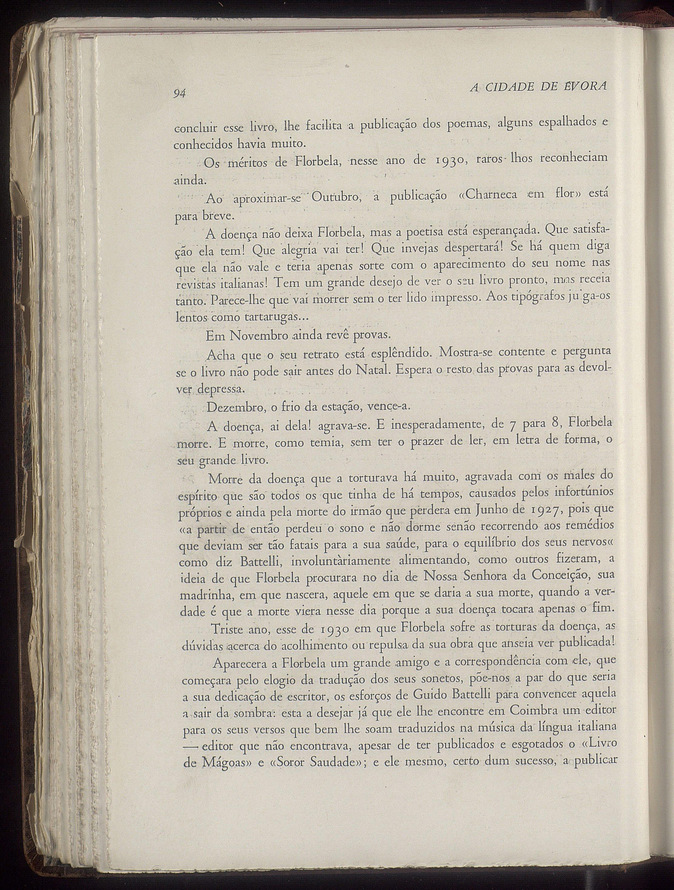 94
A CIDADE DE ÉVORA
concluir esse livro, lhe facilita a publicação dos poemas, alguns espalhados e
conhecidos havia muito.
Os méritos de Florbela, nesse ano de 1930, raros lhos reconheciam
ainda.
Ao aproximar-se Outubro, a publicação «Charneca em flor» está
para breve.
A doença não deixa Florbela, mas a poetisa está esperançada. Que satisfa-
ção ela tem! Que alegria vai ter! Que invejas despertará! Se há quem diga
que ela não vale e teria apenas sorte com o aparecimento do seu nome nas
revistas italianas! Tem um grande desejo de ver o seu livro pronto, mas receia
tanto. Parece-lhe que vai morrer sem o ter lido impresso. Aos tipógrafos ju ga-os
lentos como tartarugas...
Em Novembro ainda revê provas.
Acha que o seu retrato está esplêndido. Mostra-se contente e pergunta
se o livro não pode sair antes do Natal. Espera o resto das provas para as devol-
ver depressa.
Dezembro, o frio da estação, vence-a.
A doença, ai dela! agrava-se. E inesperadamente, de 7 para 8, Florbela
morre. E morre, como temia, sem ter o prazer de ler, em letra de forma, o
seu grande livro.
Morre da doença que a torturava há muito, agravada com os males do
espírito que são todos os que tinha de há tempos, causados pelos infortúnios
próprios e ainda pela morte do irmão que perdera em Junho de 1927, pois que
«a partir de então perdeu o sono e não dorme senão recorrendo aos remédios
que deviam ser tão fatais para a sua saúde, para o equilíbrio dos seus nervos«
como diz Battelli, involuntàriamente alimentando, como outros fizeram, a
ideia de que Florbela procurara no dia de Nossa Senhora da Conceição, sua
madrinha, em que nascera, aquele em que se daria a sua morte, quando a ver-
dade é que a morte viera nesse dia porque a sua doença tocara apenas o fim.
Triste ano, esse de 1930 em que Florbela sofre as torturas da doença, as
dúvidas acerca do acolhimento ou repulsa da sua obra que anseia ver publicada!
Aparecera a Florbela um grande amigo e a correspondência com ele, que
começara pelo elogio da tradução dos seus sonetos, põe-nos a par do que seria
a sua dedicação de escritor, os esforços de Guido Battelli para convencer aquela
a sair da sombra: esta a desejar já que ele lhe encontre em Coimbra um editor
para os seus versos que bem lhe soam traduzidos na música da língua italiana
— editor que não encontrava, apesar de ter publicados e esgotados o «Livro
de Mágoas» e «Soror Saudade»; e ele mesmo, certo dum sucesso, a publicar